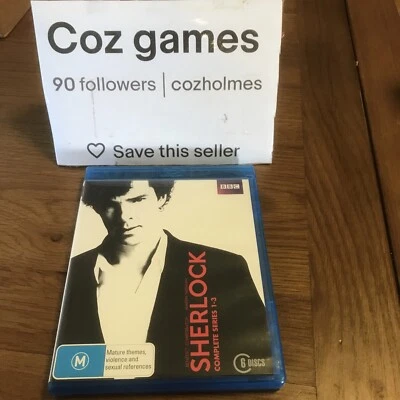 Coz games
90 followers | cozholmes
♡ Save this seller
BBC
SHERLOCK
COMPLETE SERIES 1-3
M
Mature themes,
violence and
sexual references
6 DISCS